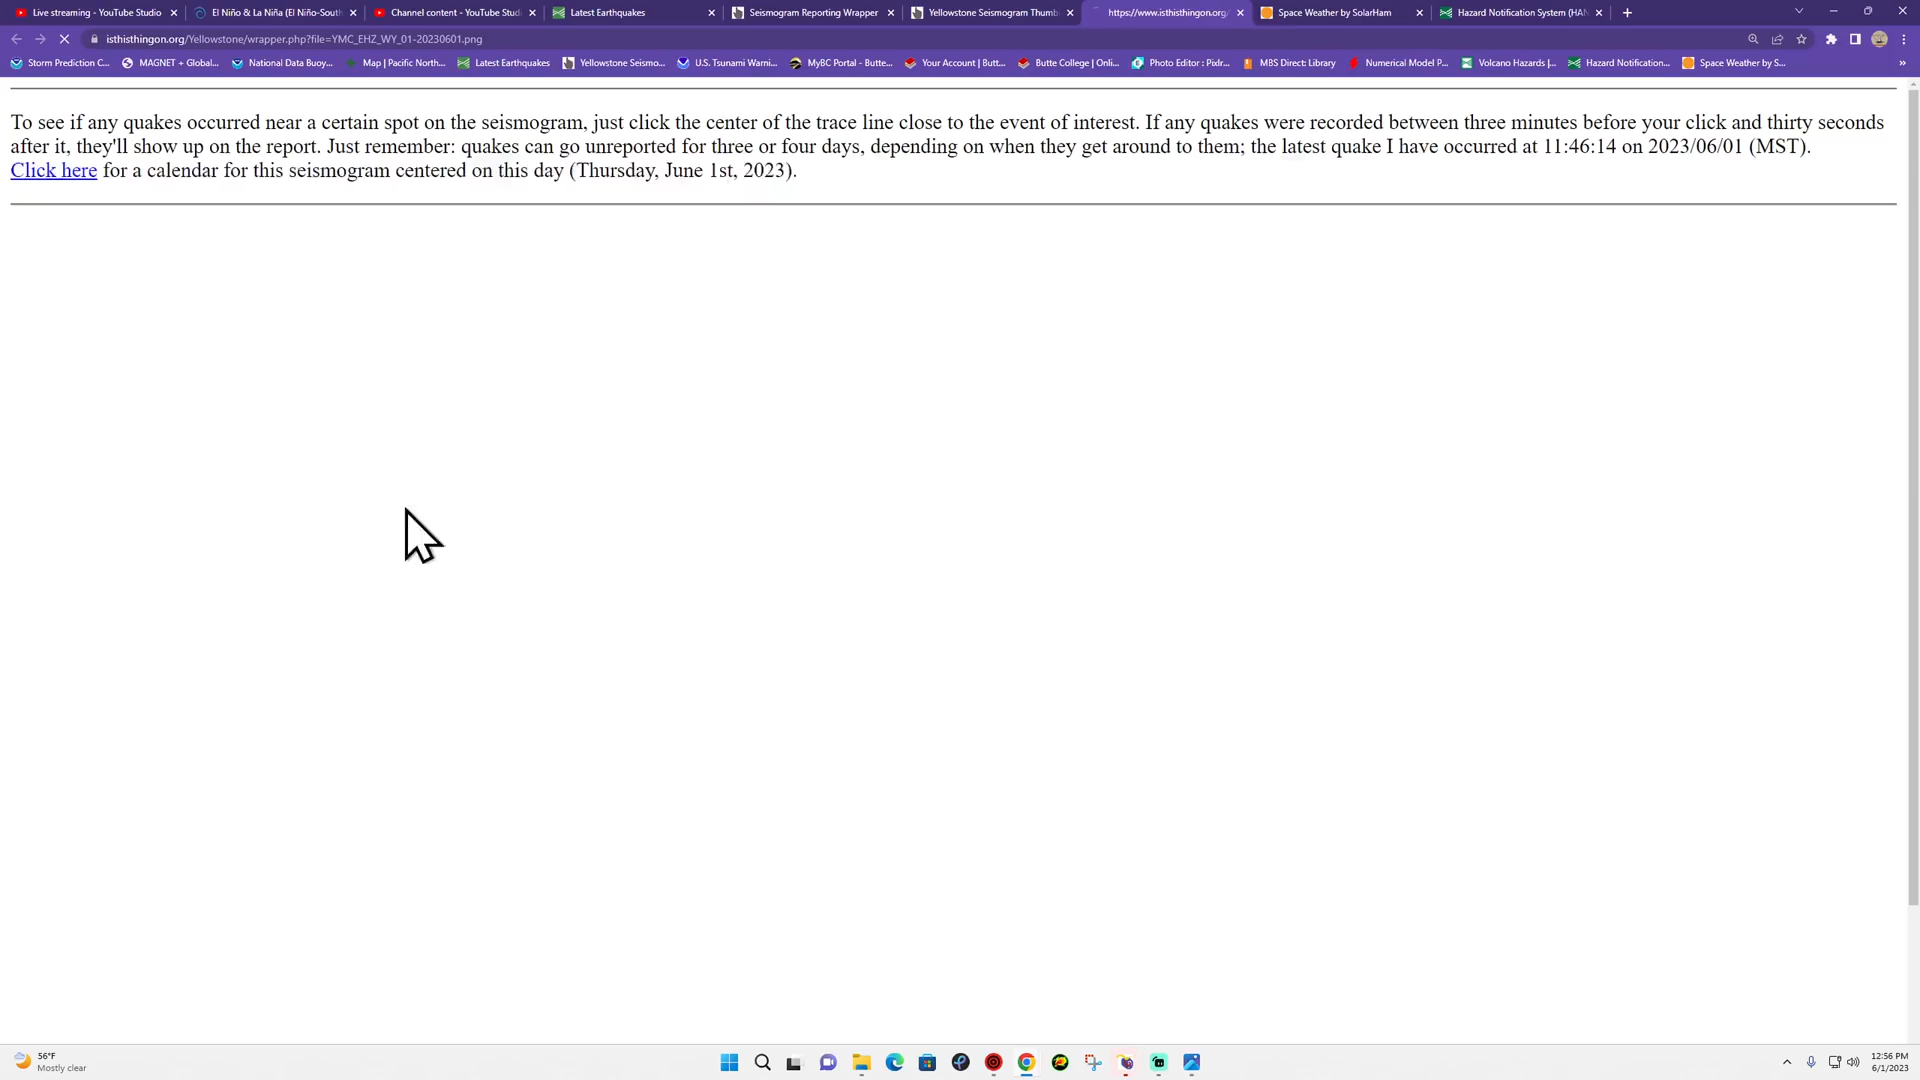 Live streaming - YouTube Studio
El Niño & La Niña (El Niño-South
Channel content - YouTube Studi
Latest Earthquakes
Seismogram Reporting Wrapper
Yellowstone Seismogram Thumb
https://www.isthisthingon.org/
Space Weather by SolarHam
Hazard Notification System (HAN
isthisthingon.org/Yellowstone/wrapper.php?file=YMC_EHZ_WY_01-20230601.png
Storm Prediction C...
MAGNET + Global...
National Data Buoy...
Map | Pacific North...
Latest Earthquakes
Yellowstone Seismo...
U.S. Tsunami Warni...
MyBC Portal - Butte...
Your Account | Butt...
Butte College | Onli...
Photo Editor : Pixlr...
MBS Direct: Library
Numerical Model P...
Volcano Hazards |...
Hazard Notification...
Space Weather by S...
To see if any quakes occurred near a certain spot on the seismogram, just click the center of the trace line close to the event of interest. If any quakes were recorded between three minutes before your click and thirty seconds
after it, they'll show up on the report. Just remember: quakes can go unreported for three or four days, depending on when they get around to them; the latest quake I have occurred at 11:46:14 on 2023/06/01 (MST).
Click here for a calendar for this seismogram centered on this day (Thursday, June 1st, 2023).
56°F
Mostly clear
12:56 PM
6/1/2023